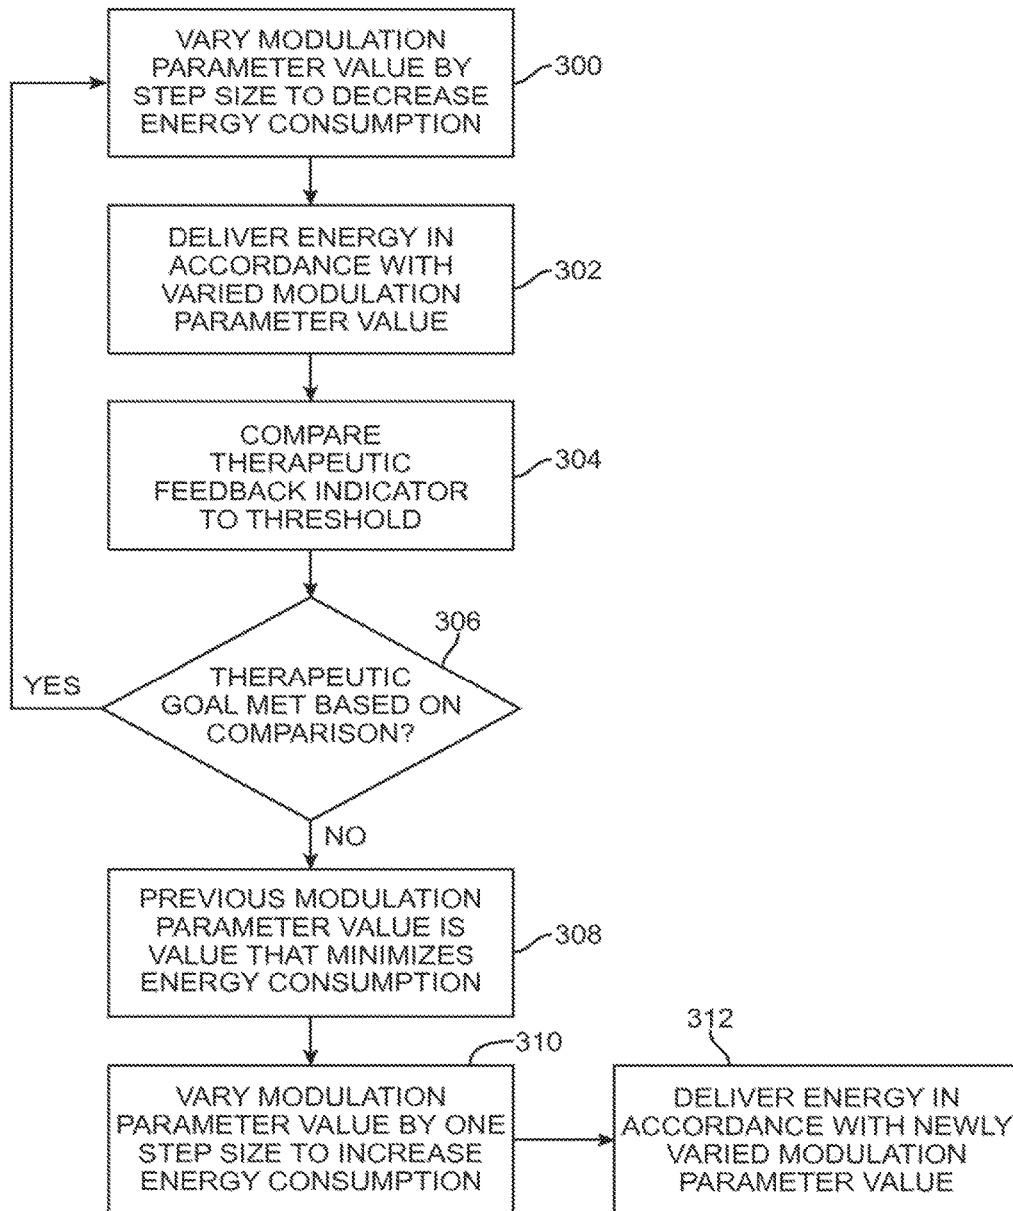 VARY MODULATION
PARAMETER VALUE BY
STEP SIZE TO DECREASE
ENERGY CONSUMPTION
300
DELIVER ENERGY IN
ACCORDANCE WITH
VARIED MODULATION
PARAMETER VALUE
302
COMPARE
THERAPEUTIC
FEEDBACK INDICATOR
TO THRESHOLD
304
306
YES
THERAPEUTIC
GOAL MET BASED ON
COMPARISON?
NO
PREVIOUS MODULATION
PARAMETER VALUE IS
VALUE THAT MINIMIZES
ENERGY CONSUMPTION
308
310
VARY MODULATION
PARAMETER VALUE BY ONE
STEP SIZE TO INCREASE
ENERGY CONSUMPTION
312
DELIVER ENERGY IN
ACCORDANCE WITH NEWLY
VARIED MODULATION
PARAMETER VALUE